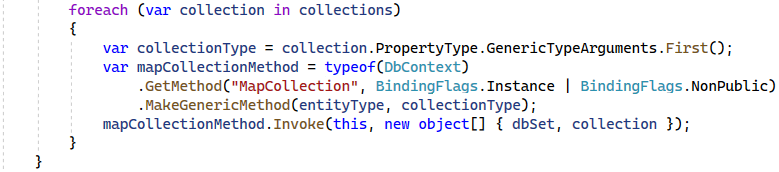 foreach (var collection in collections)
{
var collectionType = collection.PropertyType.GenericTypeArguments.First();
var mapCollectionMethod = typeof(DbContext)
.GetMethod("MapCollection", BindingFlags.Instance | BindingFlags.NonPublic)
.MakeGenericMethod(entityType, collectionType);
mapCollectionMethod.Invoke(this, new object[] { dbSet, collection });
}
}